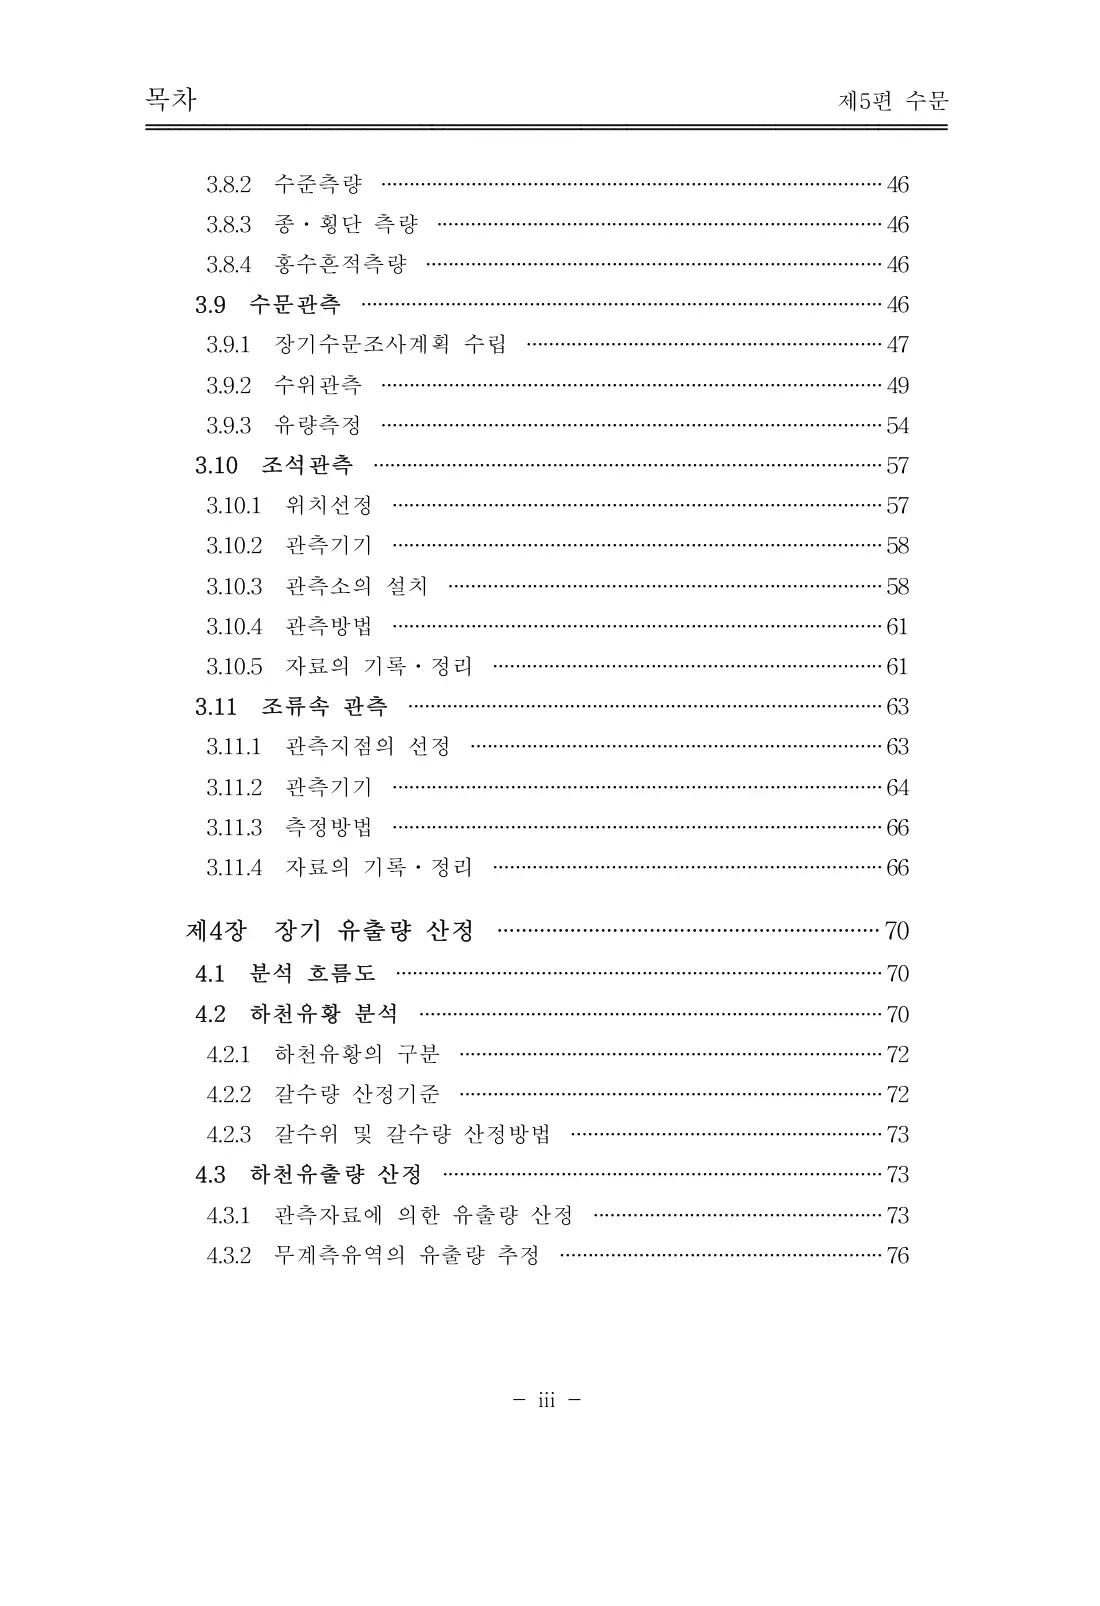 목차 제5편 수문
3.8.2 수준측량 46
3.8.3 종·횡단 측량 46
3.8.4 홍수흔적측량 46
3.9 수문관측 46
3.9.1 장기수문조사계획 수립 47
3.9.2 수위관측 49
3.9.3 유량측정 54
3.10 조석관측 57
3.10.1 위치선정 57
3.10.2 관측기기 58
3.10.3 관측소의 설치 58
3.10.4 관측방법 61
3.10.5 자료의 기록·정리 61
3.11 조류속 관측 63
3.11.1 관측지점의 선정 63
3.11.2 관측기기 64
3.11.3 측정방법 66
3.11.4 자료의 기록·정리 66
제4장 장기 유출량 산정 70
4.1 분석 흐름도 70
4.2 하천유황 분석 70
4.2.1 하천유황의 구분 72
4.2.2 갈수량 산정기준 72
4.2.3 갈수위 및 갈수량 산정방법 73
4.3 하천유출량 산정 73
4.3.1 관측자료에 의한 유출량 산정 73
4.3.2 무계측유역의 유출량 추정 76
- iii -